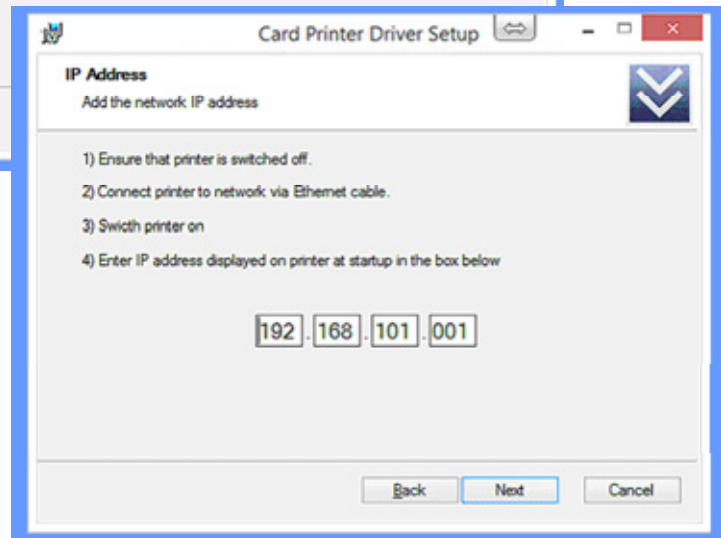 Card Printer Driver Setup
IP Address
Add the network IP address
1) Ensure that printer is switched off.
2) Connect printer to network via Ethernet cable.
3) Swicth printer on
4) Enter IP address displayed on printer at startup in the box below
192.168.101.001
Back Next Cancel